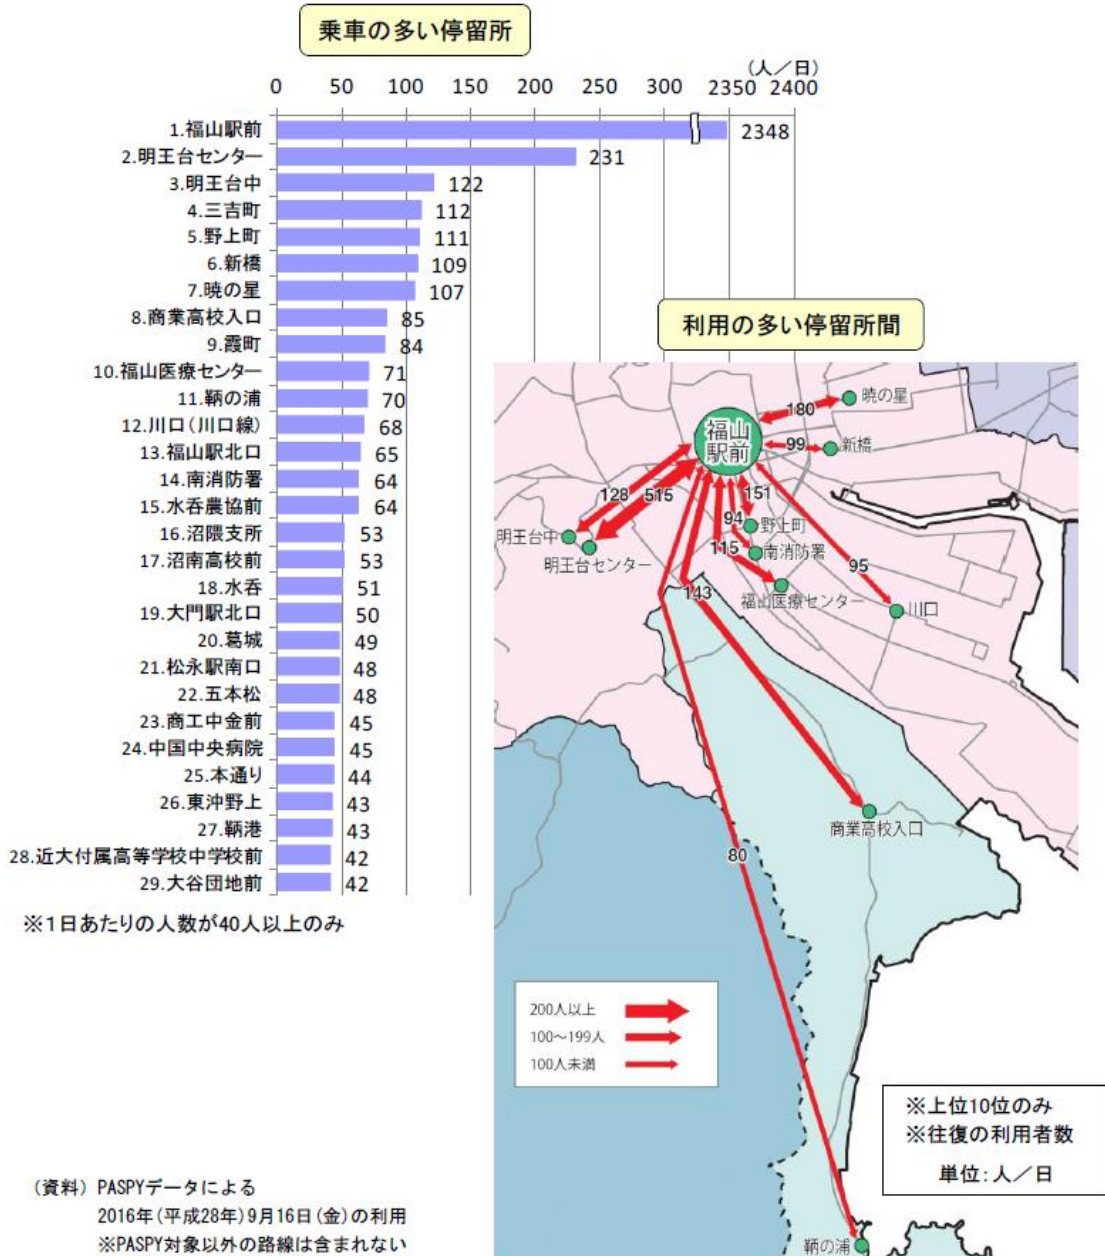 乗車の多い停留所
(人／日)
0 50 100 150 200 250 300 2350 2400
1.福山駅前 2348
2.明王台センター 231
3.明王台中 122
4.三吉町 112
5.野上町 111
6.新橋 109
7.暁の星 107
8.商業高校入口 85
9.霞町 84
10.福山医療センター 71
11.鞆の浦 70
12.川口(川口線) 68
13.福山駅北口 65
14.南消防署 64
15.水呑農協前 64
16.沼隈支所 53
17.沼南高校前 53
18.水呑 51
19.大門駅北口 50
20.葛城 49
21.松永駅南口 48
22.五本松 48
23.商工中金前 45
24.中国中央病院 45
25.本通り 44
26.東沖野上 43
27.鞆港 43
28.近大付属高等学校中学校前 42
29.大谷団地前 42
※1日あたりの人数が40人以上のみ
利用の多い停留所間
暁の星
180
福山
駅前
99
新橋
128
515
151
94
野上町
明王台中
115
南消防署
明王台センター
95
143
福山医療センター
川口
商業高校入口
80
200人以上
100～199人
100人未満
※上位10位のみ
※往復の利用者数
単位：人／日
鞆の浦
(資料) PASPYデータによる
2016年(平成28年)9月16日(金)の利用
※PASPY対象以外の路線は含まれない